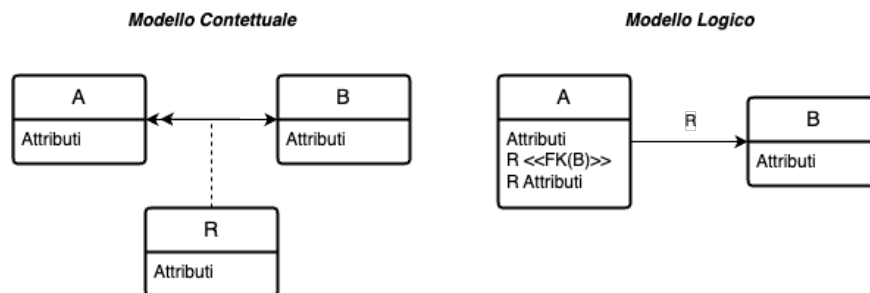 Modello Contettuale
Modello Logico
A
Attributi
B
Attributi
R
Attributi
A
Attributi
R <<FK(B)>>
R Attributi
R
B
Attributi